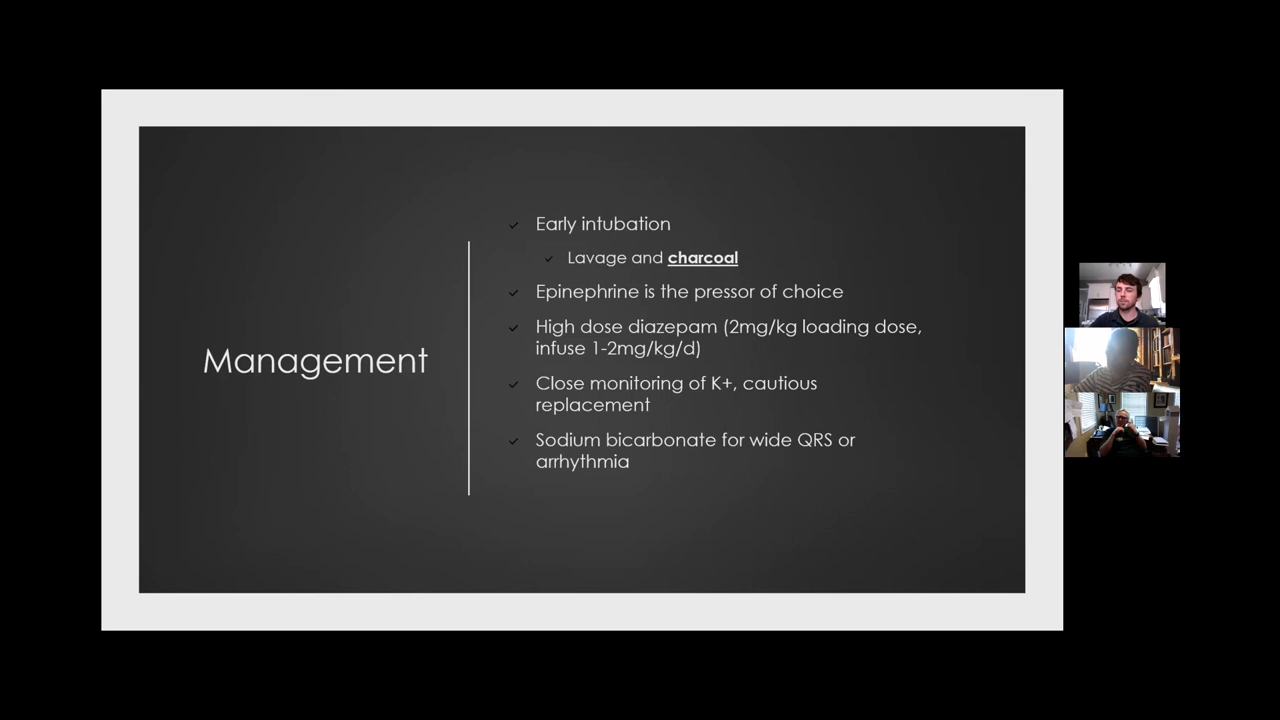 Management
Early intubation
Lavage and charcoal
Epinephrine is the pressor of choice
High dose diazepam (2mg/kg loading dose,
infuse 1-2mg/kg/d)
Close monitoring of K+, cautious
replacement
Sodium bicarbonate for wide QRS or
arrhythmia